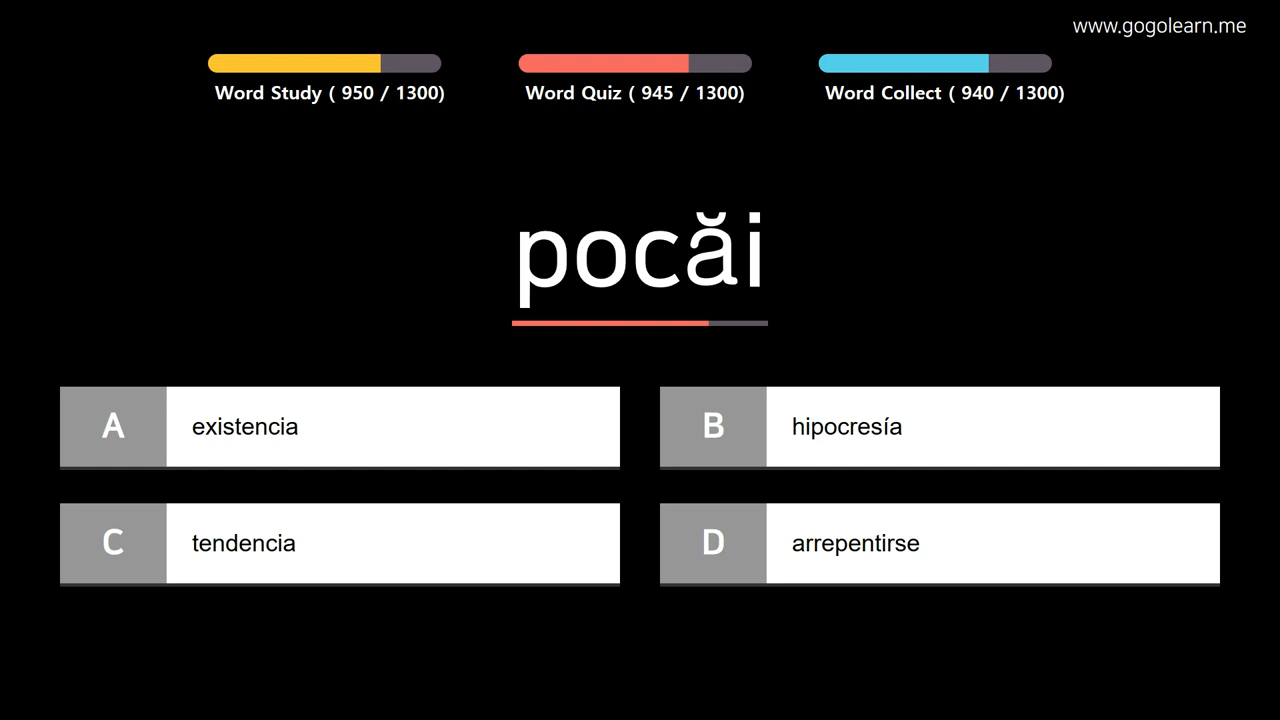 www.gogolearn.me
Word Study ( 950 / 1300)
Word Quiz ( 945 / 1300)
Word Collect ( 940 / 1300)
pocăi
A existencia
B hipocresía
C tendencia
D arrepentirse